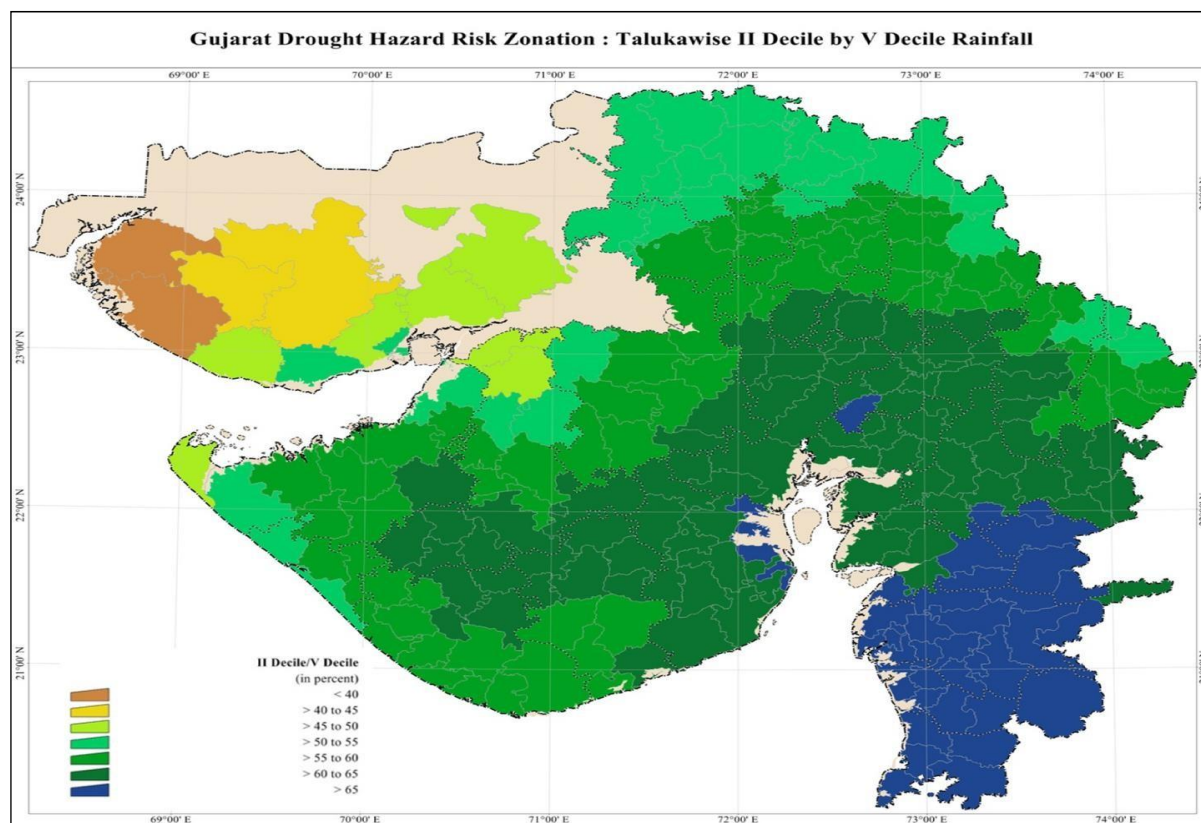 Gujarat Drought Hazard Risk Zonation : Talukawise II Decile by V Decile Rainfall
69°00' E 70°00' E 71°00' E 72°00' E 73°00' E 74°00' E
24°00' N
23°00' N 23°00' N
22°00' N
21°00' N
II Decile/V Decile
(in percent)
< 40
> 40 to 45
> 45 to 50
> 50 to 55
> 55 to 60
> 60 to 65
> 65
69°00' E 70°00' E 71°00' E 72°00' E 73°00' E 74°00' E